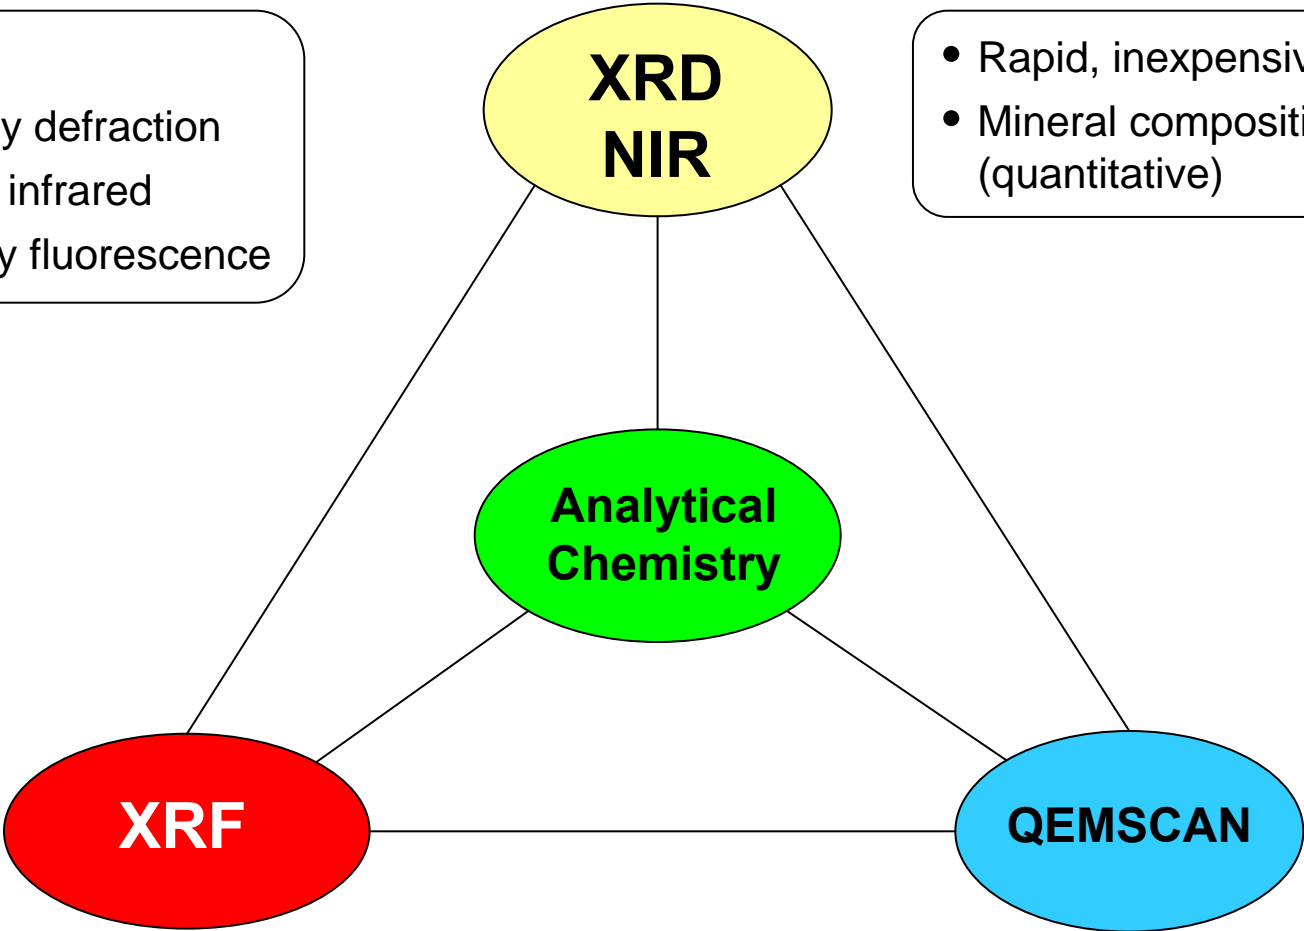 XRD
NIR
y defraction
infrared
y fluorescence
• Rapid, inexpensiv
• Mineral compositi
(quantitative)
Analytical
Chemistry
XRF
QEMSCAN